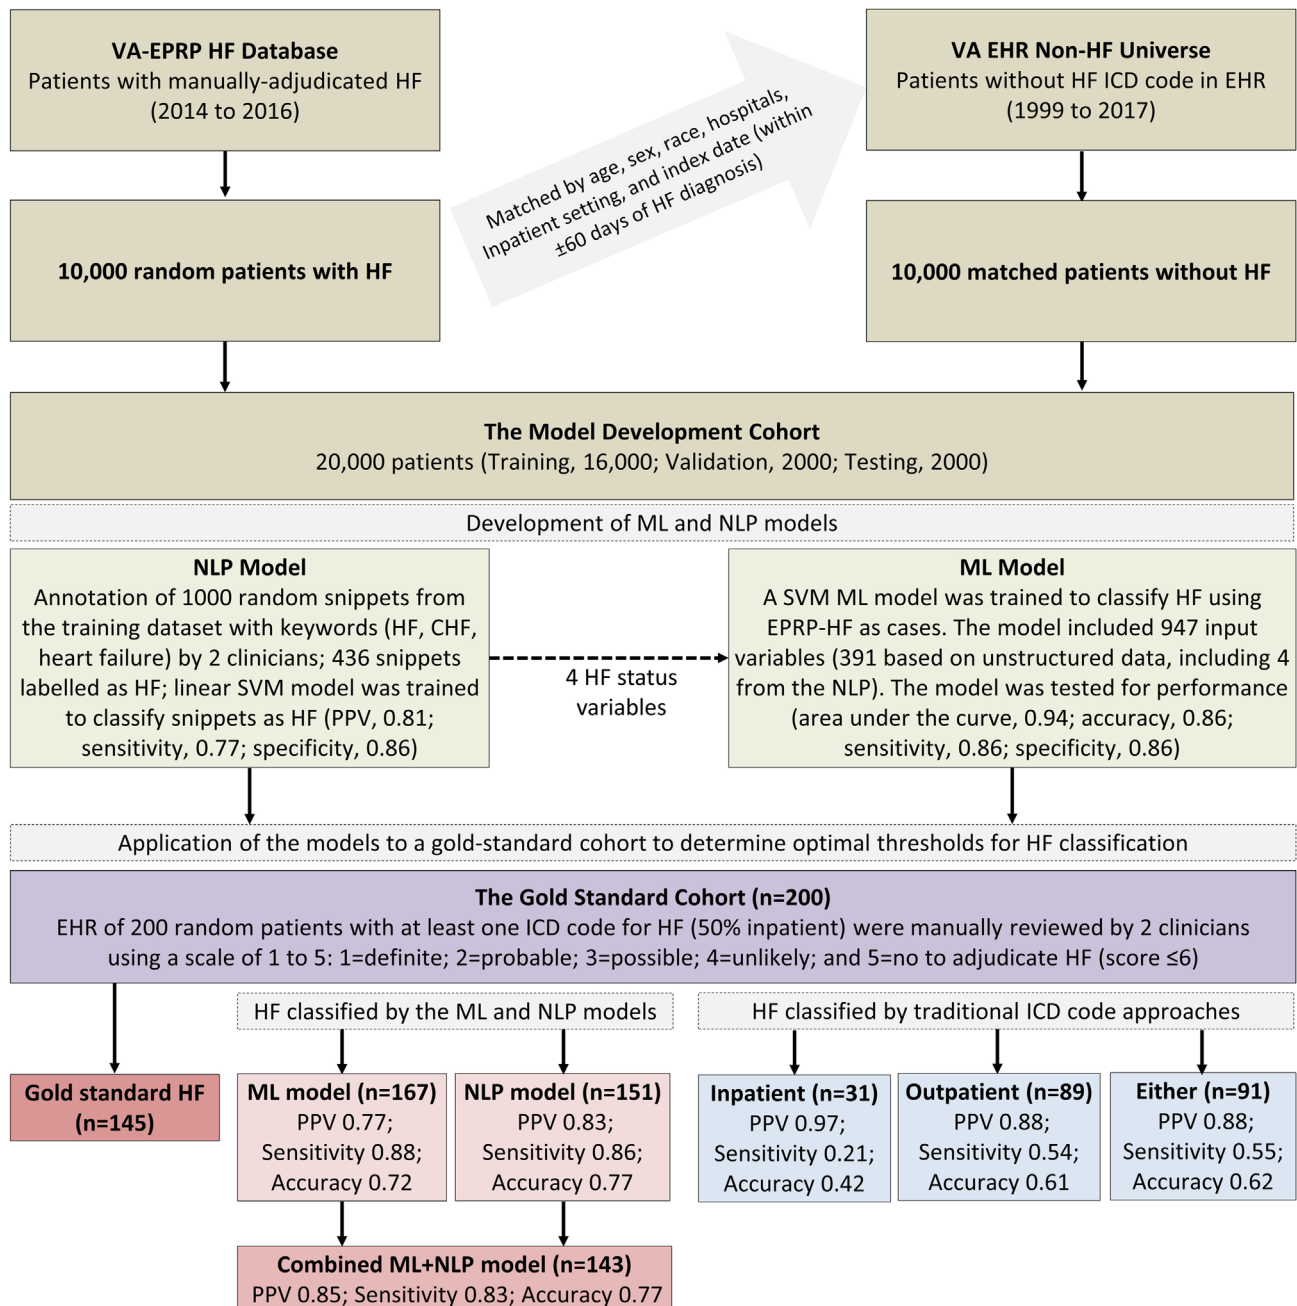 VA-EPRP HF Database
Patients with manually-adjudicated HF
(2014 to 2016)
Matched by age, sex, race, hospitals,
Inpatient setting, and index date (within
±60 days of HF diagnosis)
VA EHR Non-HF Universe
Patients without HF ICD code in EHR
(1999 to 2017)
10,000 random patients with HF
10,000 matched patients without HF
The Model Development Cohort
20,000 patients (Training, 16,000; Validation, 2000; Testing, 2000)
Development of ML and NLP models
NLP Model
Annotation of 1000 random snippets from
the training dataset with keywords (HF, CHF,
heart failure) by 2 clinicians; 436 snippets
labelled as HF; linear SVM model was trained
to classify snippets as HF (PPV, 0.81;
sensitivity, 0.77; specificity, 0.86)
4 HF status
variables
ML Model
A SVM ML model was trained to classify HF using
EPRP-HF as cases. The model included 947 input
variables (391 based on unstructured data, including 4
from the NLP). The model was tested for performance
(area under the curve, 0.94; accuracy, 0.86;
sensitivity, 0.86; specificity, 0.86)
Application of the models to a gold-standard cohort to determine optimal thresholds for HF classification
The Gold Standard Cohort (n=200)
EHR of 200 random patients with at least one ICD code for HF (50% inpatient) were manually reviewed by 2 clinicians
using a scale of 1 to 5: 1=definite; 2=probable; 3=possible; 4=unlikely; and 5=no to adjudicate HF (score ≤6)
HF classified by the ML and NLP models
HF classified by traditional ICD code approaches
Gold standard HF
(n=145)
ML model (n=167)
PPV 0.77;
Sensitivity 0.88;
Accuracy 0.72
NLP model (n=151)
PPV 0.83;
Sensitivity 0.86;
Accuracy 0.77
Inpatient (n=31)
PPV 0.97;
Sensitivity 0.21;
Accuracy 0.42
Outpatient (n=89)
PPV 0.88;
Sensitivity 0.54;
Accuracy 0.61
Either (n=91)
PPV 0.88;
Sensitivity 0.55;
Accuracy 0.62
Combined ML+NLP model (n=143)
PPV 0.85; Sensitivity 0.83; Accuracy 0.77